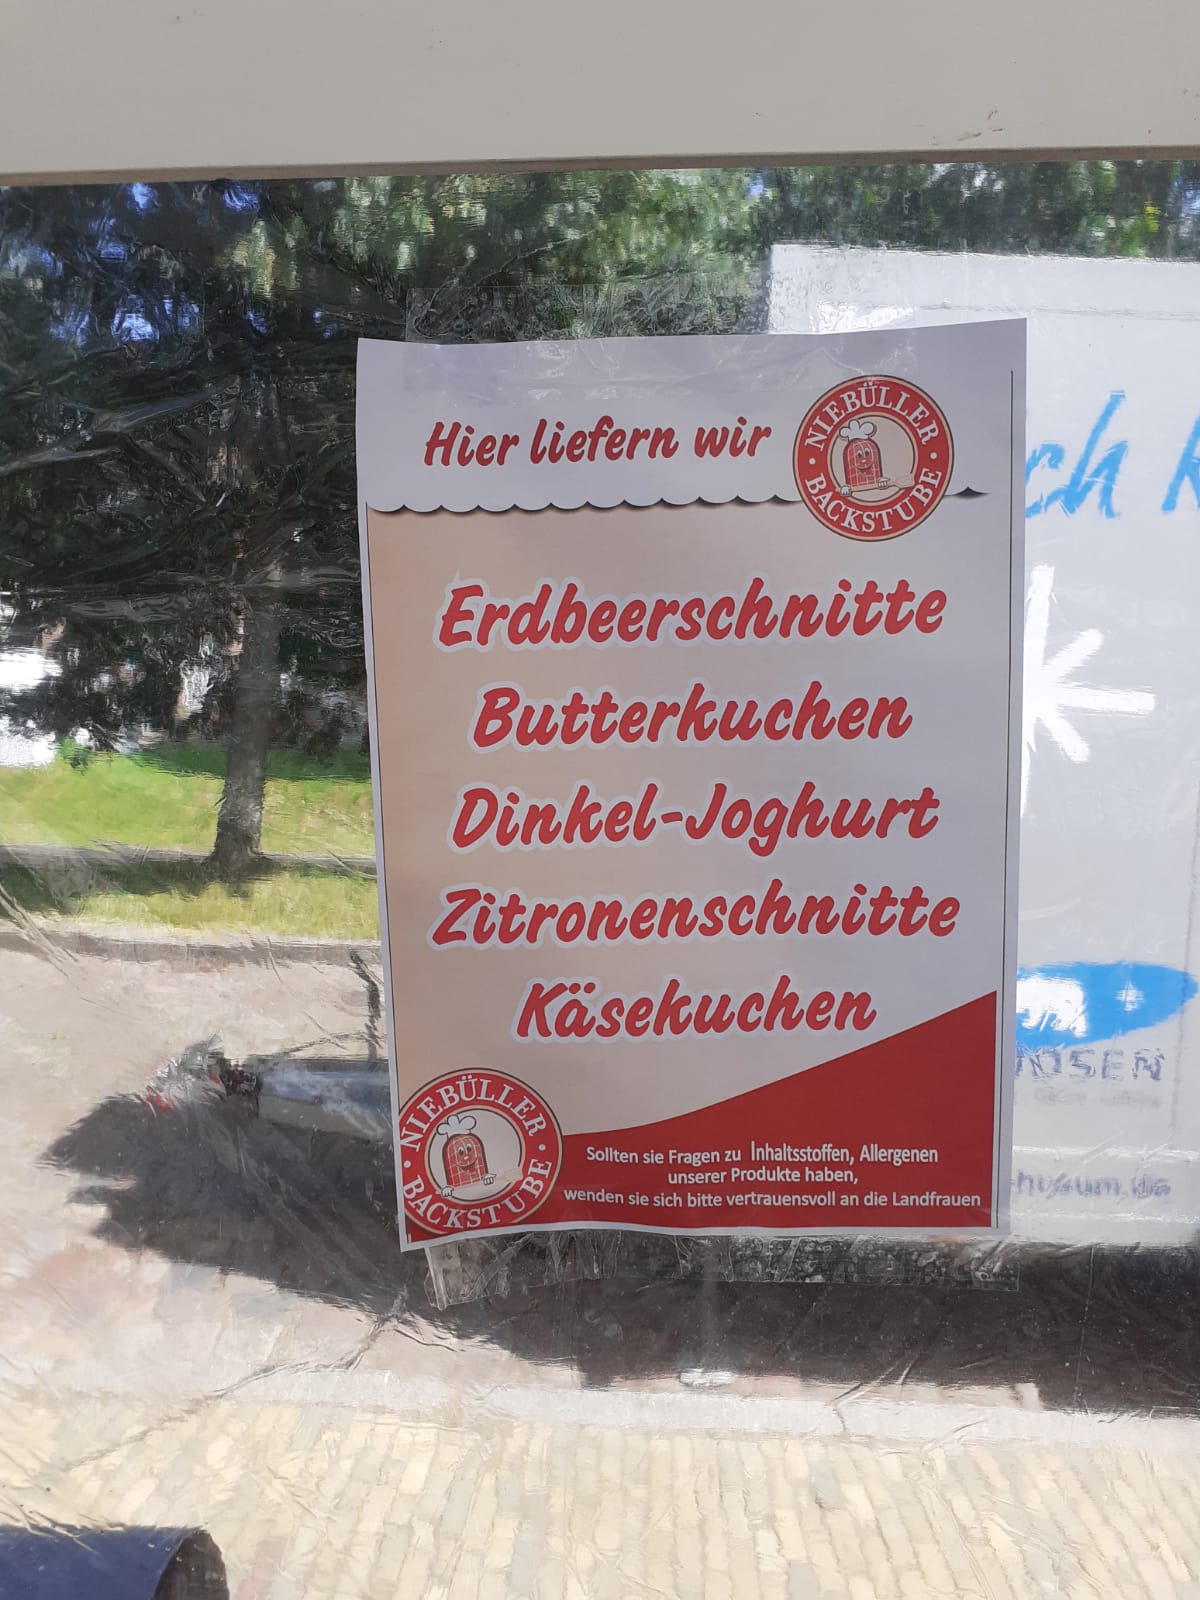 Hier liefern wir
NIEBÜLLER
BACKSTUBE
Erdbeerschnitte
Butterkuchen
Dinkel-Joghurt
Zitronenschnitte
Käsekuchen
NIEBÜLLER
BACKSTUBE
Sollten sie Fragen zu Inhaltsstoffen, Allergenen
unserer Produkte haben,
wenden sie sich bitte vertrauensvoll an die Landfrauen